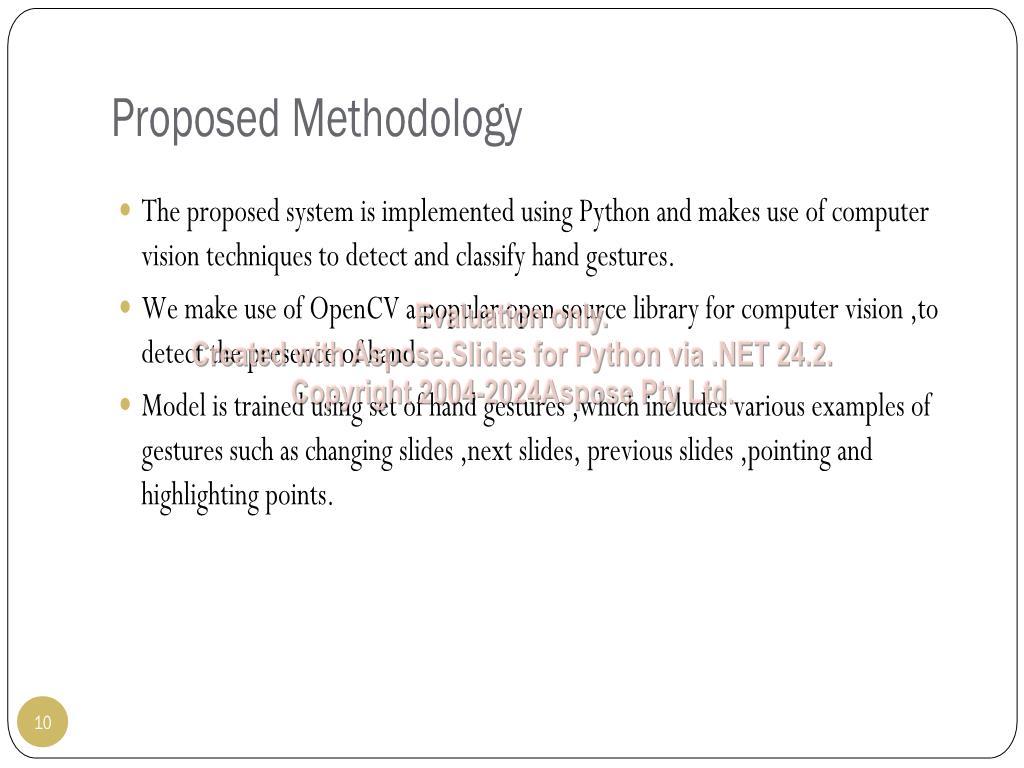 Proposed Methodology
• The proposed system is implemented using Python and makes use of computer
vision techniques to detect and classify hand gestures.
• We make use of OpenCV a popular open source library for computer vision ,to
detect the presence of hand
Evaluation only.
Created with Aspose.Slides for Python via .NET 24.2.
Copyright 2004-2024Aspose Pty Ltd.
• Model is trained using set of hand gestures ,which includes various examples of
gestures such as changing slides ,next slides, previous slides ,pointing and
highlighting points.
10